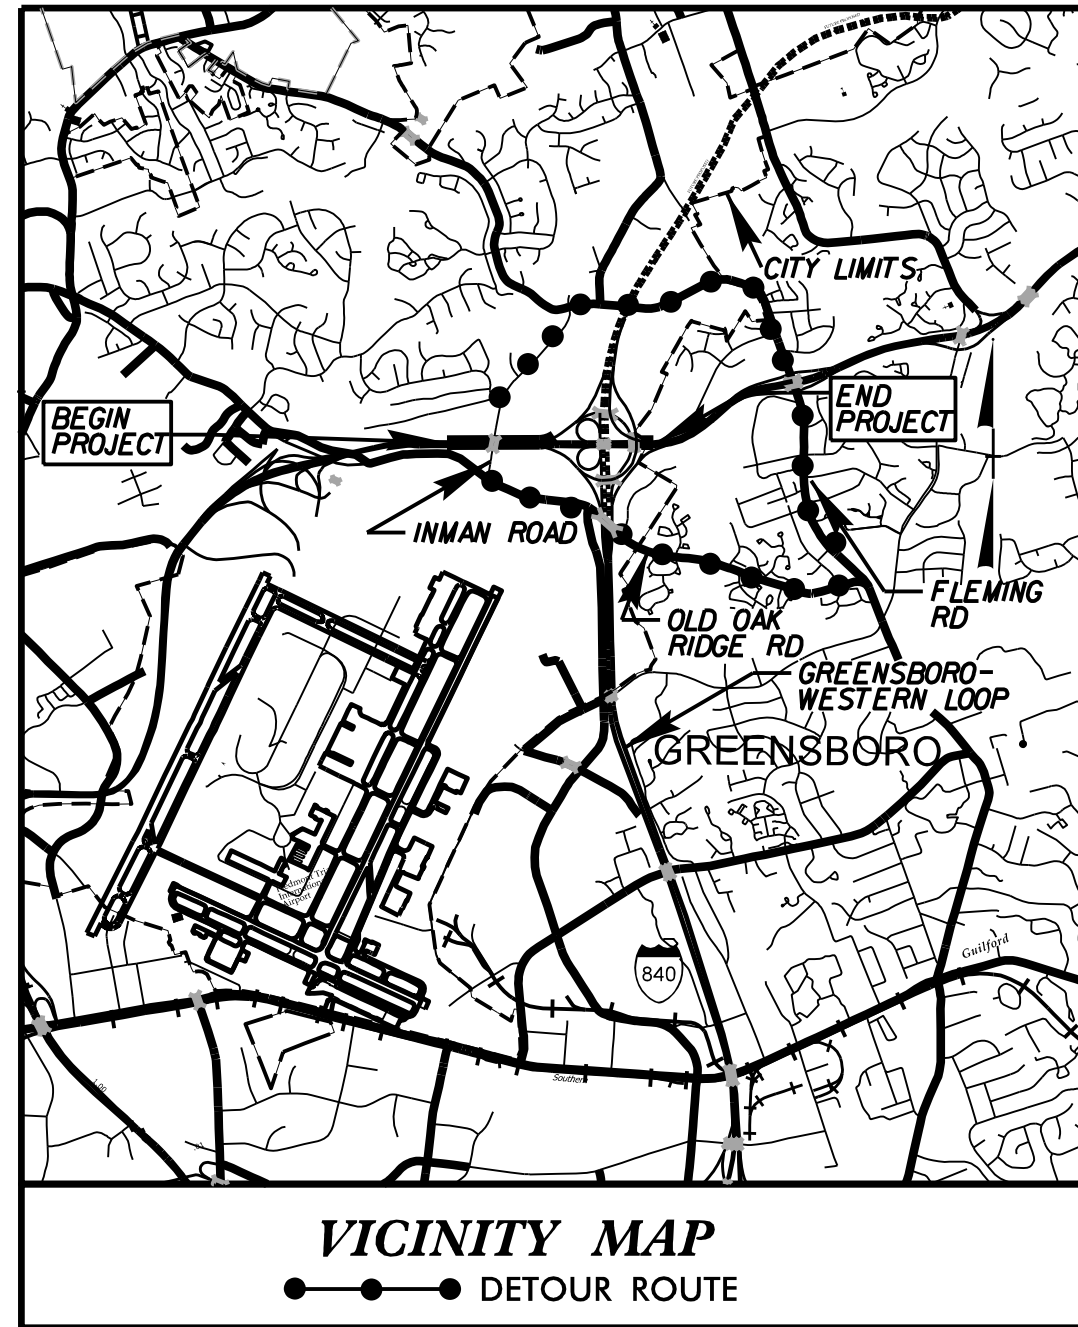 CITY LIMITS
BEGIN
PROJECT
END
PROJECT
INMAN ROAD
FLEMING
RD
OLD OAK
RIDGE RD
GREENSBORO-
WESTERN LOOP
GREENSBORO
Airport
Guilford
840
Southern
VICINITY MAP
DETOUR ROUTE